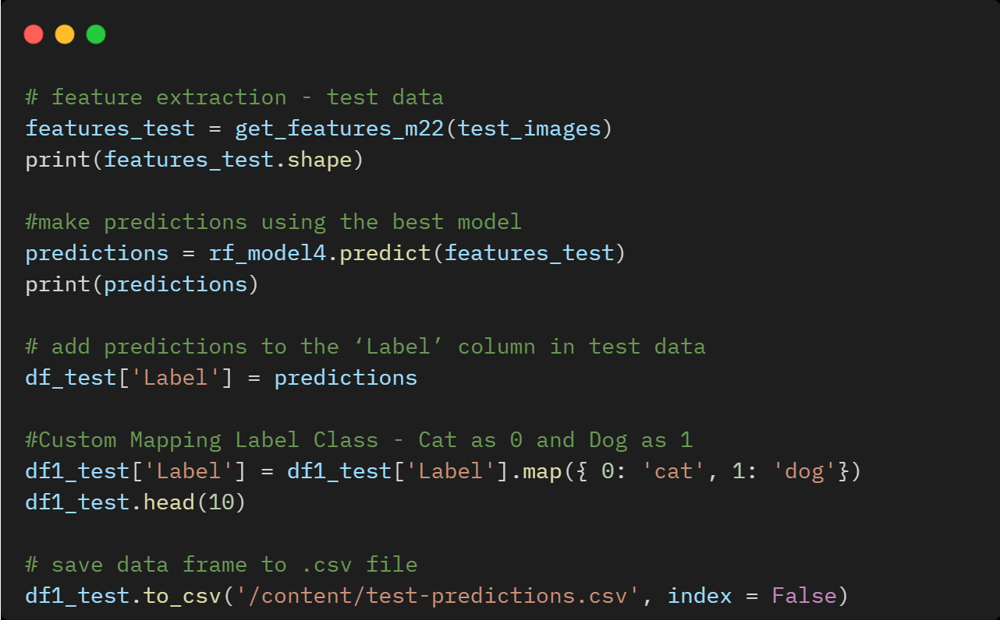 # feature extraction - test data
features_test = get_features_m22(test_images)
print(features_test.shape)
#make predictions using the best model
predictions = rf_model4.predict(features_test)
print(predictions)
# add predictions to the ‘Label’ column in test data
df_test['Label'] = predictions
#Custom Mapping Label Class - Cat as 0 and Dog as 1
df1_test['Label'] = df1_test['Label'].map({ 0: 'cat', 1: 'dog'})
df1_test.head(10)
# save data frame to .csv file
df1_test.to_csv('/content/test-predictions.csv', index = False)